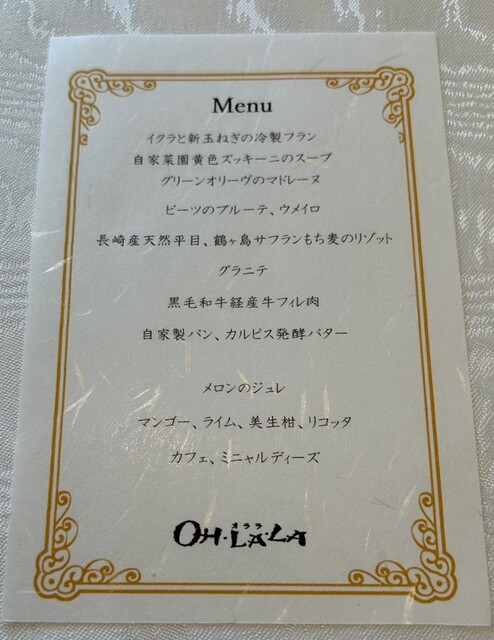 Menu
イクラと新玉ねぎの冷製フラン
自家菜園黄色ズッキーニのスープ
グリーンオリーヴのマドレーヌ
ビーツのブルーテ、ウメイロ
長崎産天然平目、鶴ヶ島サフランもち麦のリゾット
グラニテ
黒毛和牛経産牛フィレ肉
自家製パン、カルピス発酵バター
メロンのジュレ
マンゴー、ライム、美生柑、リコッタ
カフェ、ミニャルディーズ
オララ
OH·LA·LA